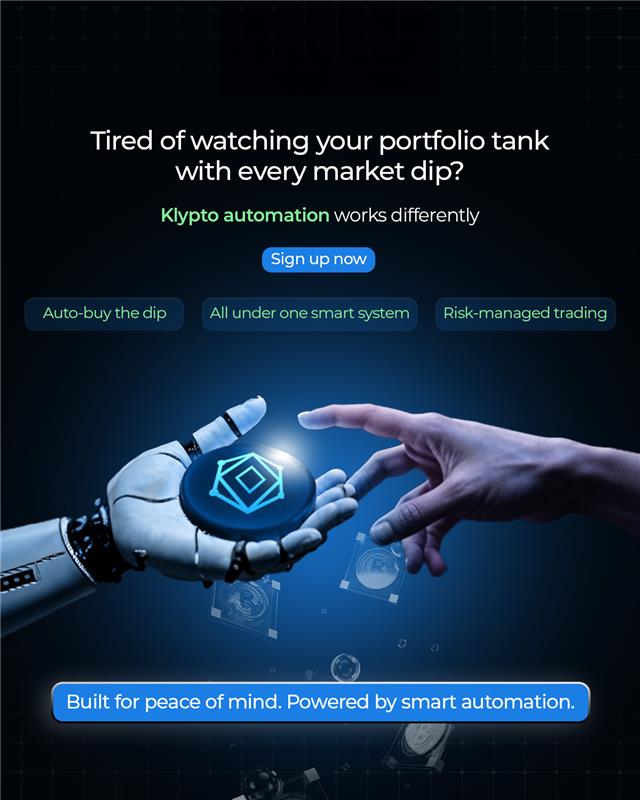 Tired of watching your portfolio tank
with every market dip?
Klypto automation works differently
Sign up now
Auto-buy the dip
All under one smart system
Risk-managed trading
Built for peace of mind. Powered by smart automation.